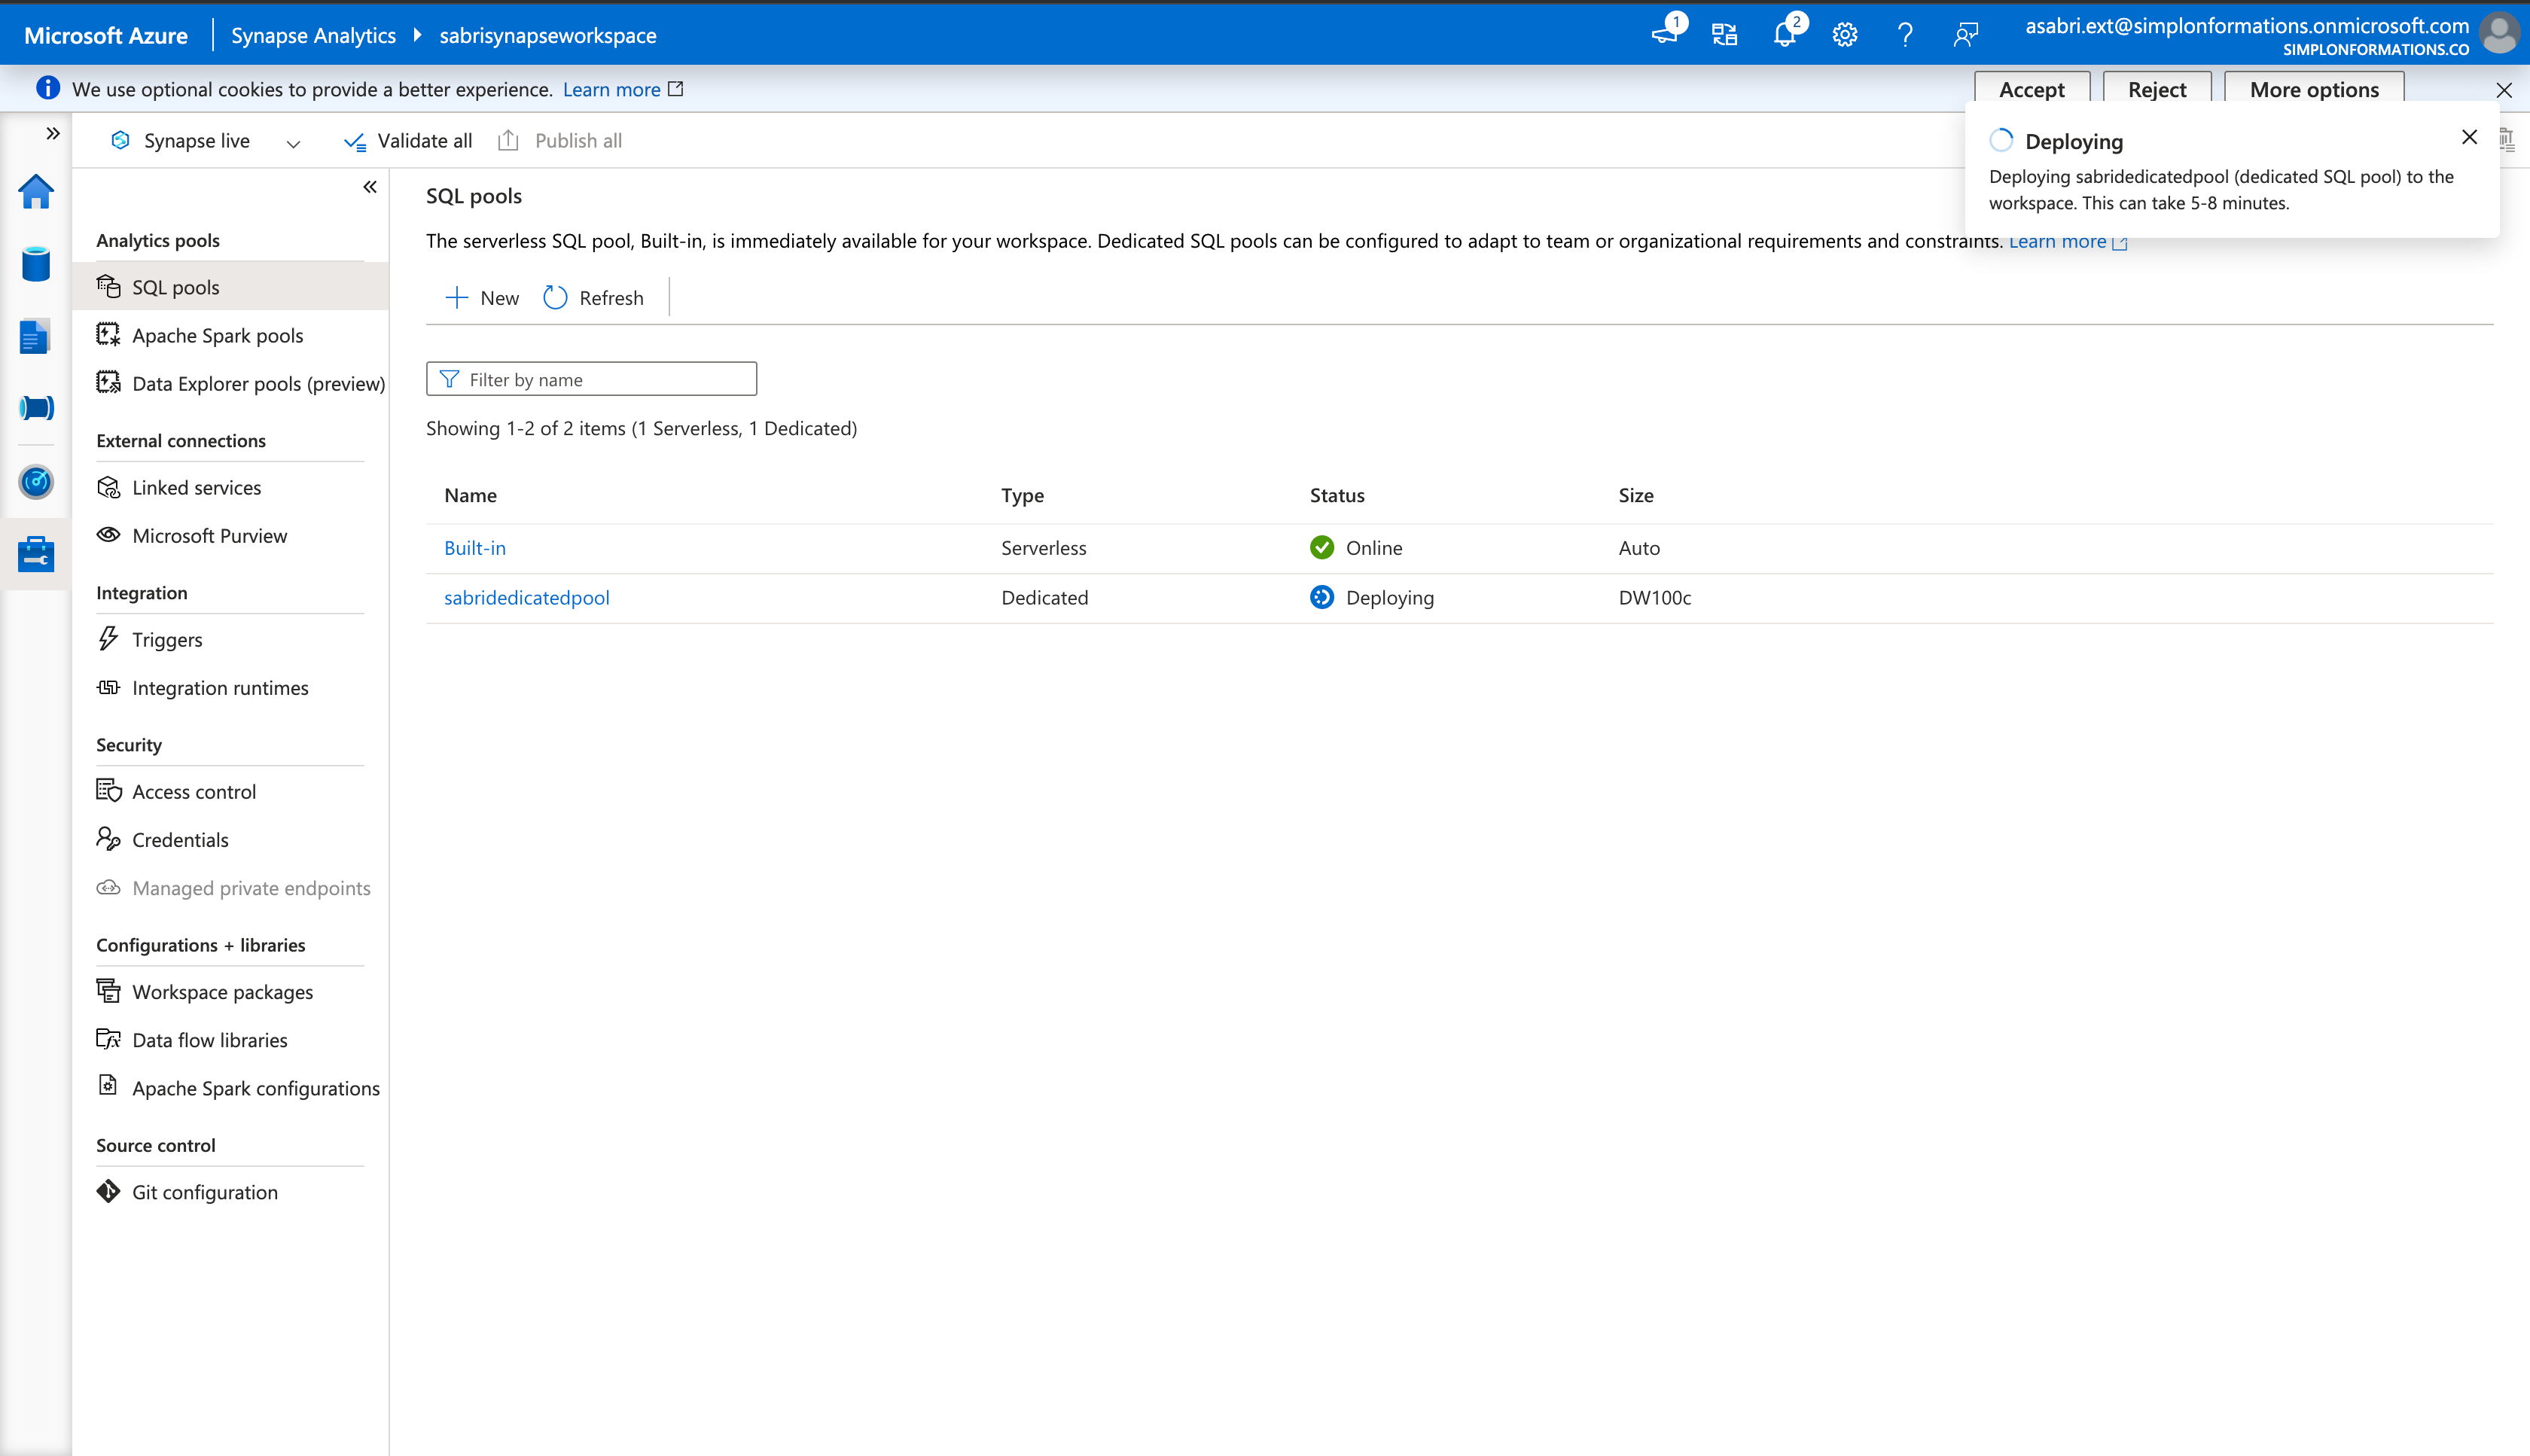 Microsoft Azure
Synapse Analytics
sabrisynapseworkspace
1
2
asabri.ext@simplonformations.onmicrosoft.com
SIMPLONFORMATIONS.CO
We use optional cookies to provide a better experience. Learn more
Accept
Reject
More options
Synapse live
Validate all
Publish all
Deploying
Deploying sabridedicatedpool (dedicated SQL pool) to the
workspace. This can take 5-8 minutes.
Analytics pools
SQL pools
Apache Spark pools
Data Explorer pools (preview)
External connections
Linked services
Microsoft Purview
Integration
Triggers
Integration runtimes
Security
Access control
Credentials
Managed private endpoints
Configurations + libraries
Workspace packages
Data flow libraries
Apache Spark configurations
Source control
Git configuration
SQL pools
The serverless SQL pool, Built-in, is immediately available for your workspace. Dedicated SQL pools can be configured to adapt to team or organizational requirements and constraints. Learn more
New
Refresh
Filter by name
Showing 1-2 of 2 items (1 Serverless, 1 Dedicated)
Name Type Status Size
Built-in Serverless Online Auto
sabridedicatedpool Dedicated Deploying DW100c